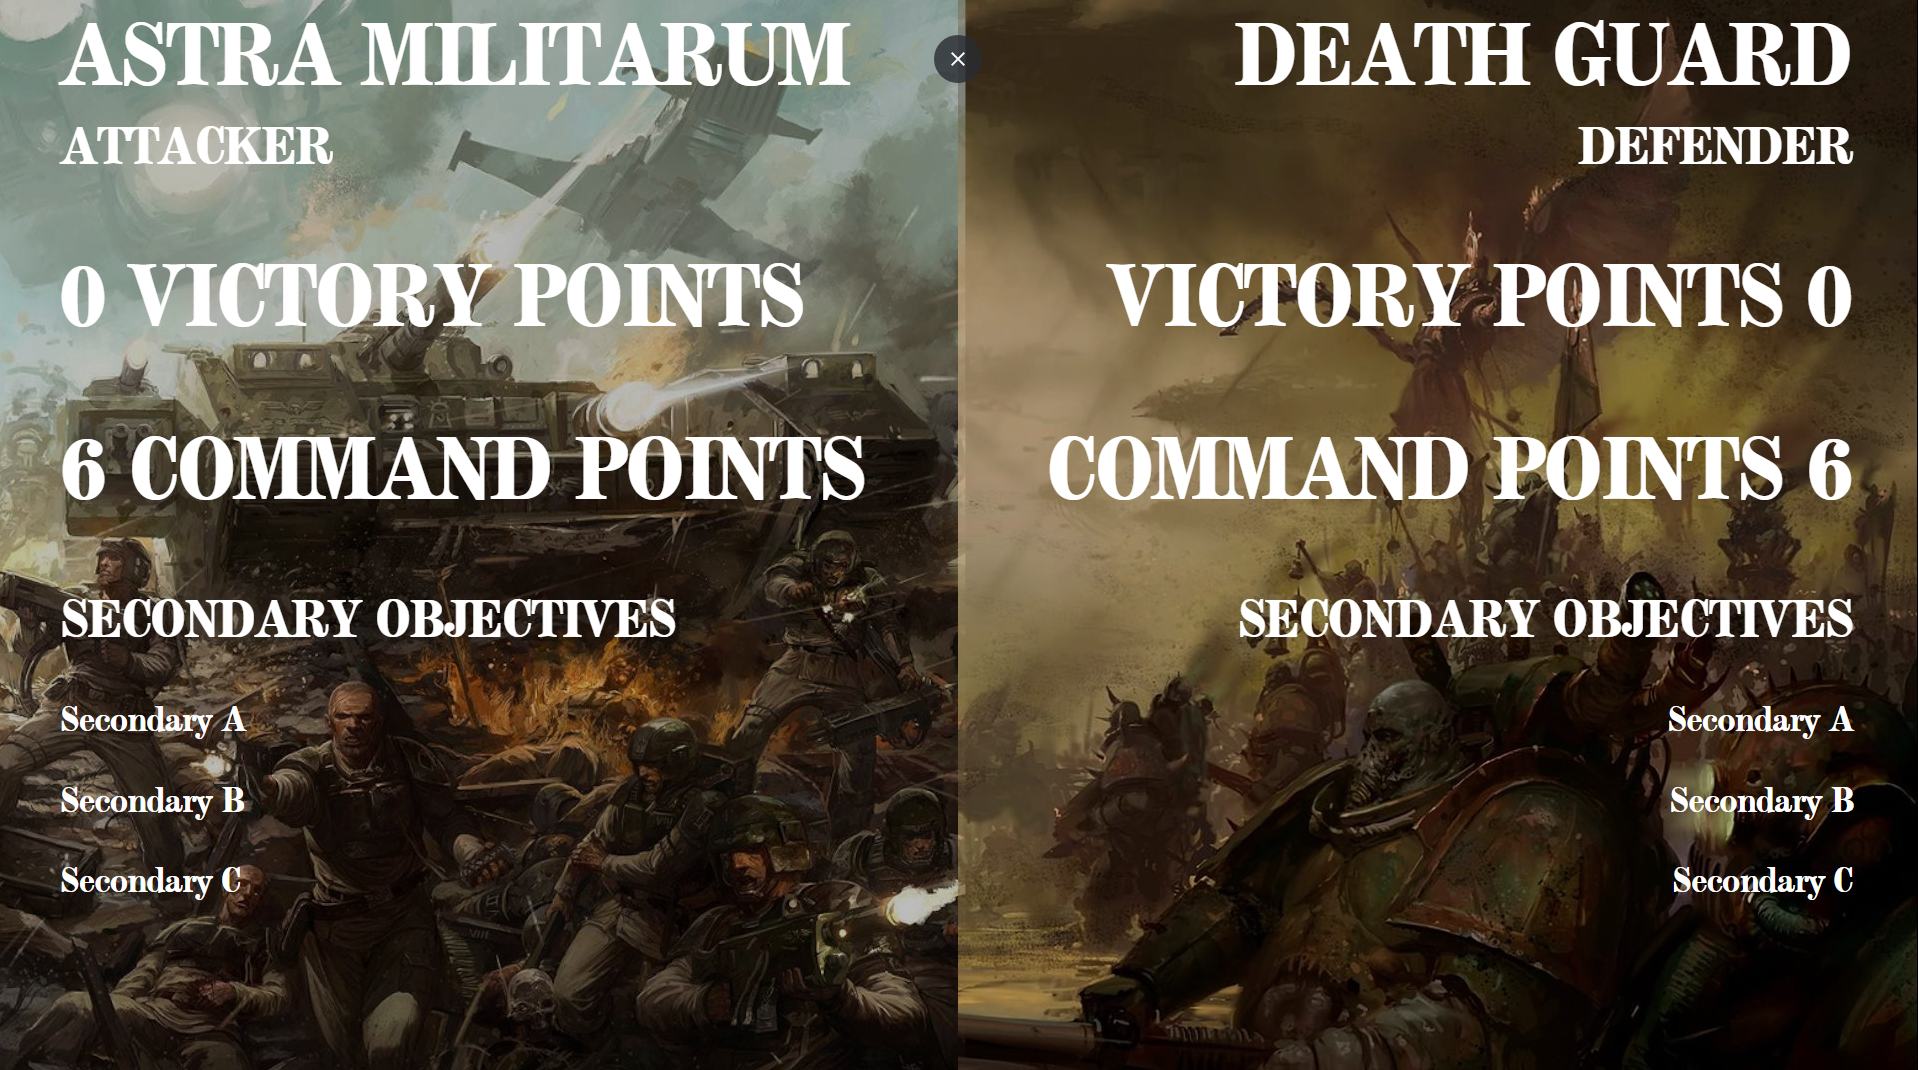 ASTRA MILITARUM
ATTACKER
0 VICTORY POINTS
6 COMMAND POINTS
SECONDARY OBJECTIVES
Secondary A
Secondary B
Secondary C
DEATH GUARD
DEFENDER
VICTORY POINTS 0
COMMAND POINTS 6
SECONDARY OBJECTIVES
Secondary A
Secondary B
Secondary C